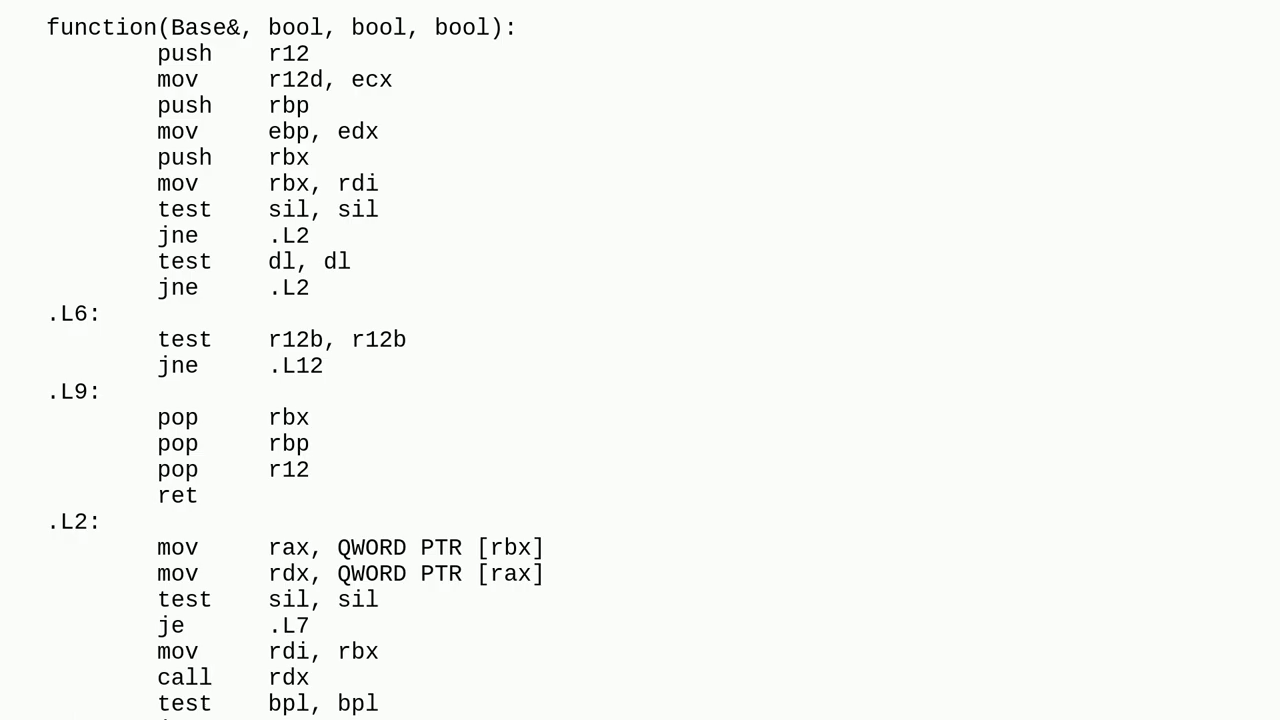 function(Base&, bool, bool, bool):
        push    r12
        mov     r12d, ecx
        push    rbp
        mov     ebp, edx
        push    rbx
        mov     rbx, rdi
        test    sil, sil
        jne     .L2
        test    dl, dl
        jne     .L2
.L6:
        test    r12b, r12b
        jne     .L12
.L9:
        pop     rbx
        pop     rbp
        pop     r12
        ret
.L2:
        mov     rax, QWORD PTR [rbx]
        mov     rdx, QWORD PTR [rax]
        test    sil, sil
        je      .L7
        mov     rdi, rbx
        call    rdx
        test    bpl, bpl